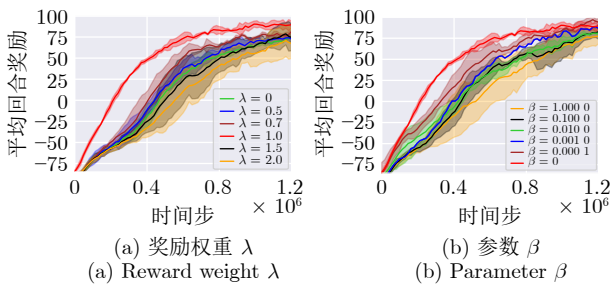 平均回合奖励
100
75
50
25
0
−25
−50
−75
λ = 0
λ = 0.5
λ = 0.7
λ = 1.0
λ = 1.5
λ = 2.0
0 0.4 0.8 1.2
时间步 × 10⁶
(a) 奖励权重 λ
(a) Reward weight λ
平均回合奖励
100
75
50
25
0
−25
−50
−75
β = 1.000 0
β = 0.100 0
β = 0.010 0
β = 0.001 0
β = 0.000 1
β = 0
0 0.4 0.8 1.2
时间步 × 10⁶
(b) 参数 β
(b) Parameter β